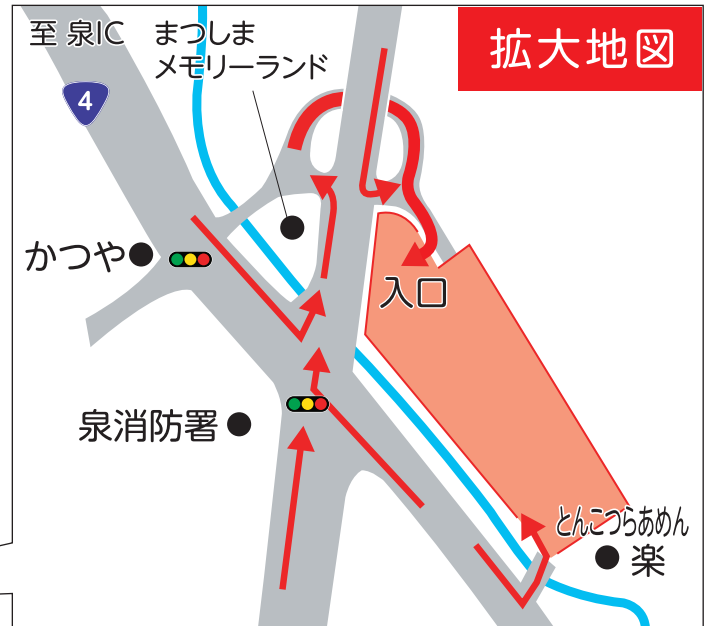 拡大地図
至 泉IC
まつしま
メモリーランド
4
かつや
入口
泉消防署
とんこつらあめん
楽